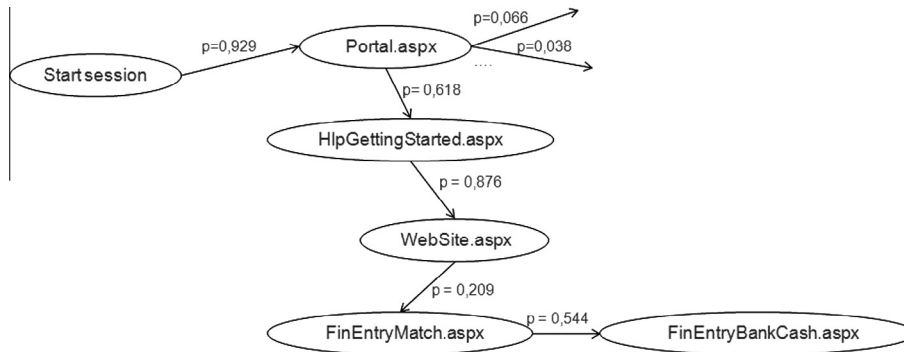 p=0,066
p=0,929
Portal.aspx
p=0,038
....
Start session
p= 0,618
HlpGettingStarted.aspx
p = 0,876
WebSite.aspx
p = 0,209
p = 0,544
FinEntryMatch.aspx
FinEntryBankCash.aspx